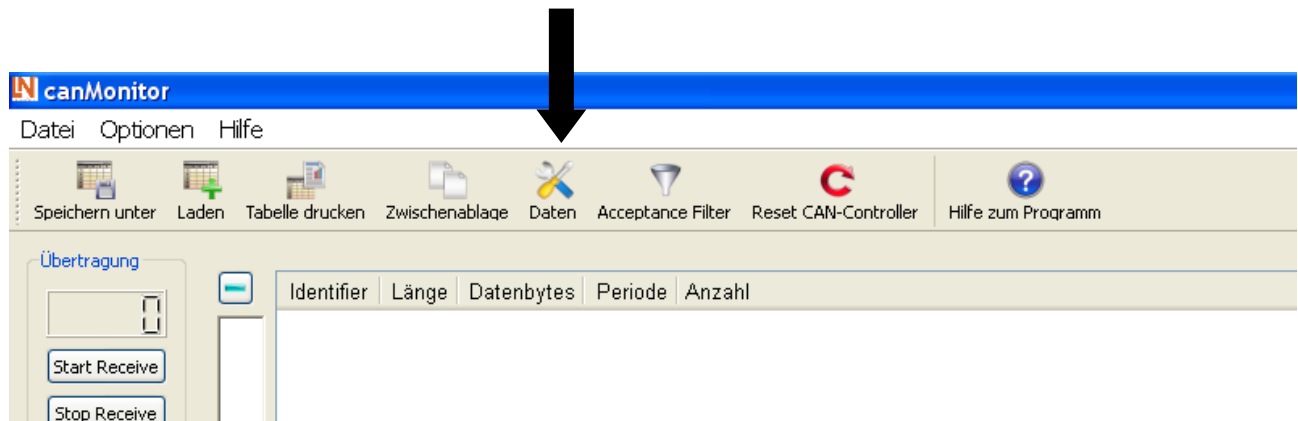 LN canMonitor
Datei Optionen Hilfe
Speichern unter Laden Tabelle drucken Zwischenablage Daten Acceptance Filter Reset CAN-Controller Hilfe zum Programm
Übertragung
Identifier Länge Datenbytes Periode Anzahl
0
Start Receive
Stop Receive